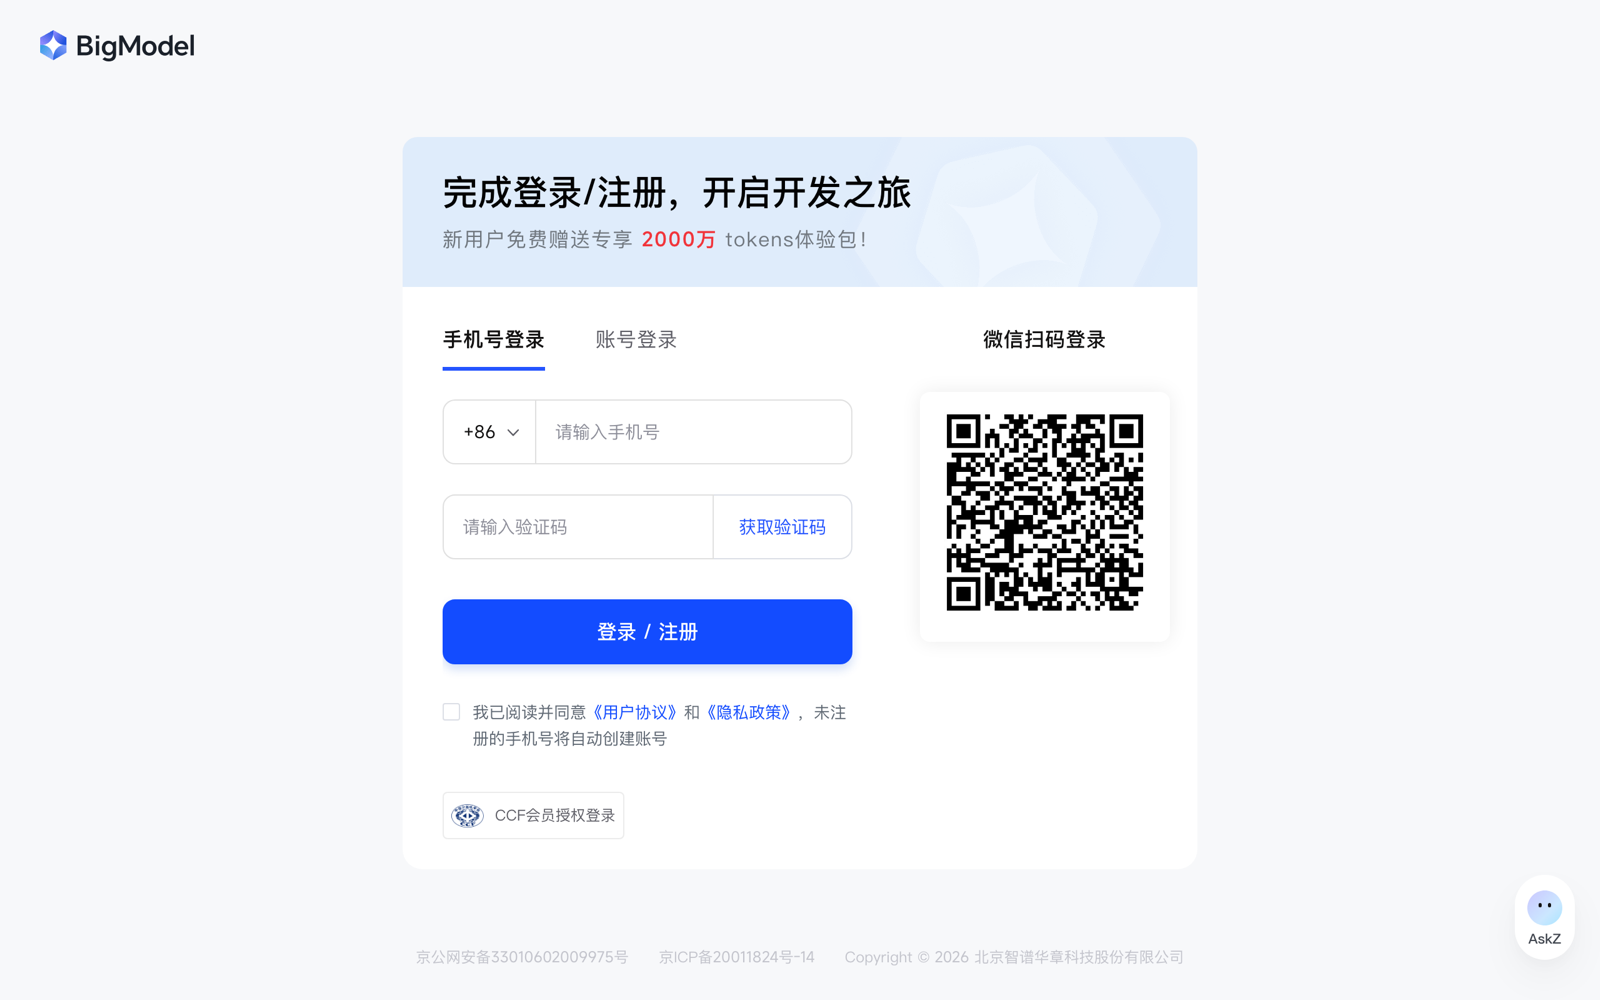 BigModel
完成登录/注册，开启开发之旅
新用户免费赠送专享 2000万 tokens体验包！
手机号登录
账号登录
微信扫码登录
+86
请输入手机号
请输入验证码
获取验证码
登录 / 注册
我已阅读并同意《用户协议》和《隐私政策》，未注
册的手机号将自动创建账号
CCF
CCF会员授权登录
AskZ
京公网安备33010602009975号
京ICP备20011824号-14
Copyright © 2026 北京智谱华章科技股份有限公司